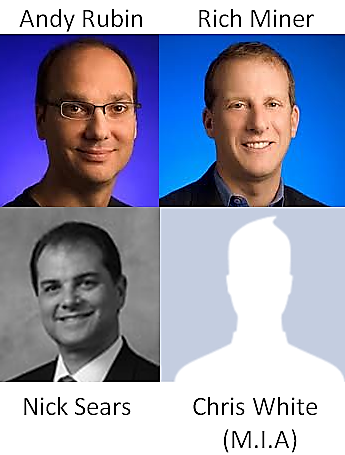 Andy Rubin
Rich Miner
Nick Sears
Chris White
(M.I.A)